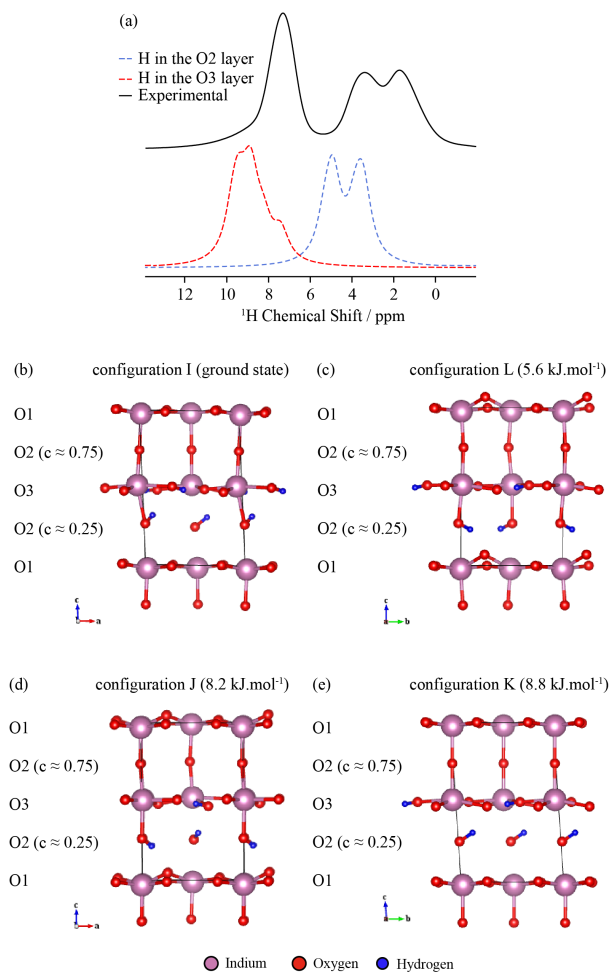 (a)
H in the O2 layer
H in the O3 layer
Experimental
12 10 8 6 4 2 0
¹H Chemical Shift / ppm
(b) configuration I (ground state)
O1
O2 (c ≈ 0.75)
O3
O2 (c ≈ 0.25)
O1
c
a
(c) configuration L (5.6 kJ.mol⁻¹)
O1
O2 (c ≈ 0.75)
O3
O2 (c ≈ 0.25)
O1
c
a b
(d) configuration J (8.2 kJ.mol⁻¹)
O1
O2 (c ≈ 0.75)
O3
O2 (c ≈ 0.25)
O1
c
a
(e) configuration K (8.8 kJ.mol⁻¹)
O1
O2 (c ≈ 0.75)
O3
O2 (c ≈ 0.25)
O1
c
b
Indium Oxygen Hydrogen